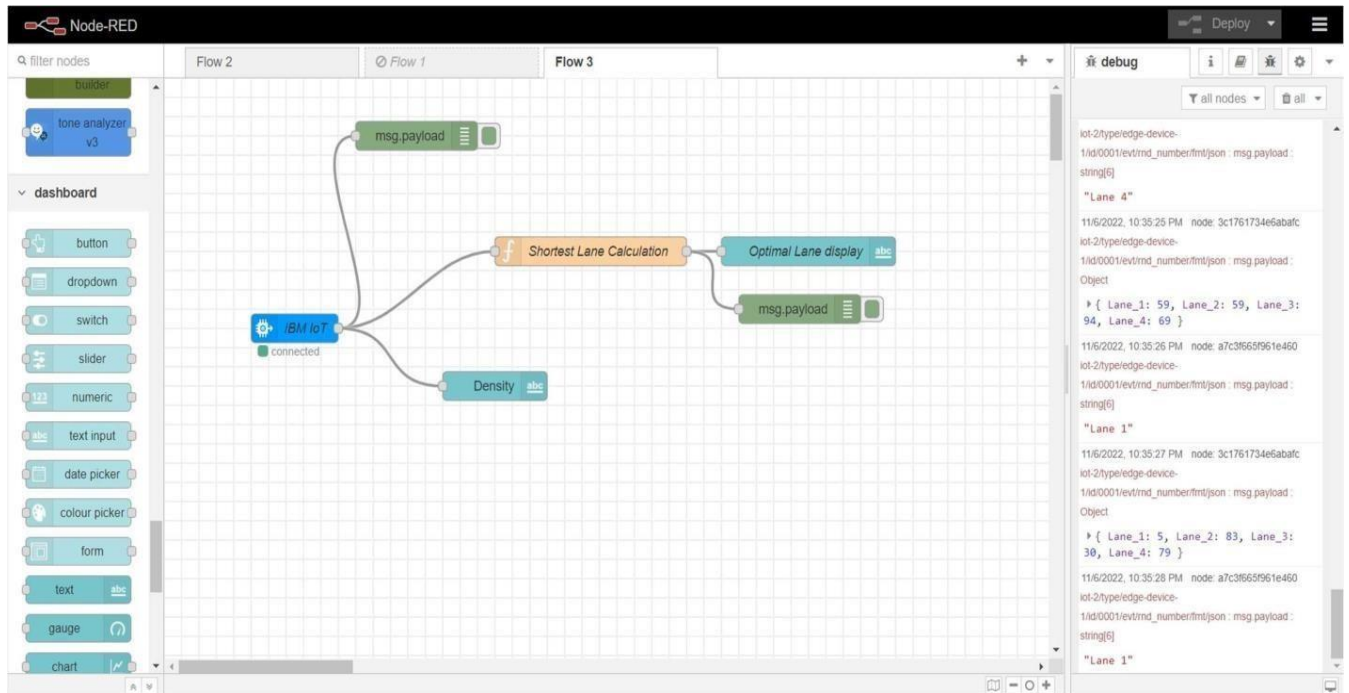 Node-RED
Deploy
filter nodes
builder
tone analyzer
v3
dashboard
button
dropdown
switch
slider
123
numeric
abc
text input
date picker
colour picker
form
text
abc
gauge
chart
Flow 2
Flow 1
Flow 3
msg.payload
Shortest Lane Calculation
Optimal Lane display
abc
msg.payload
IBM IoT
connected
Density
abc
debug
i
all nodes
all
iot-2/type/edge-device-
1/id/0001/evt/rnd_number/fmt/json : msg.payload :
string[6]
"Lane 4"
11/6/2022, 10:35:25 PM node: 3c1761734e6abafc
iot-2/type/edge-device-
1/id/0001/evt/rnd_number/fmt/json : msg.payload :
Object
{ Lane_1: 59, Lane_2: 59, Lane_3:
94, Lane_4: 69 }
11/6/2022, 10:35:26 PM node: a7c3f665f961e460
iot-2/type/edge-device-
1/id/0001/evt/rnd_number/fmt/json : msg.payload :
string[6]
"Lane 1"
11/6/2022, 10:35:27 PM node: 3c1761734e6abafc
iot-2/type/edge-device-
1/id/0001/evt/rnd_number/fmt/json : msg.payload :
Object
{ Lane_1: 5, Lane_2: 83, Lane_3:
30, Lane_4: 79 }
11/6/2022, 10:35:28 PM node: a7c3f665f961e460
iot-2/type/edge-device-
1/id/0001/evt/rnd_number/fmt/json : msg.payload :
string[6]
"Lane 1"